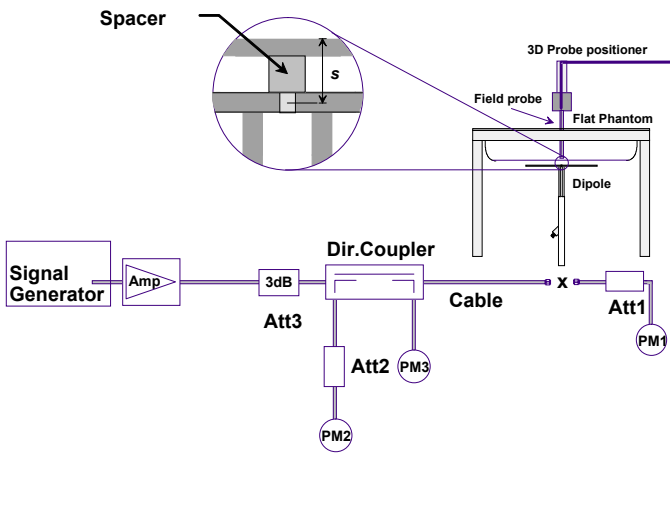 Spacer
s
3D Probe positioner
Field probe
Flat Phantom
Dipole
Signal
Generator
Amp
3dB
Att3
Dir.Coupler
Cable
x
Att1
PM1
Att2
PM3
PM2